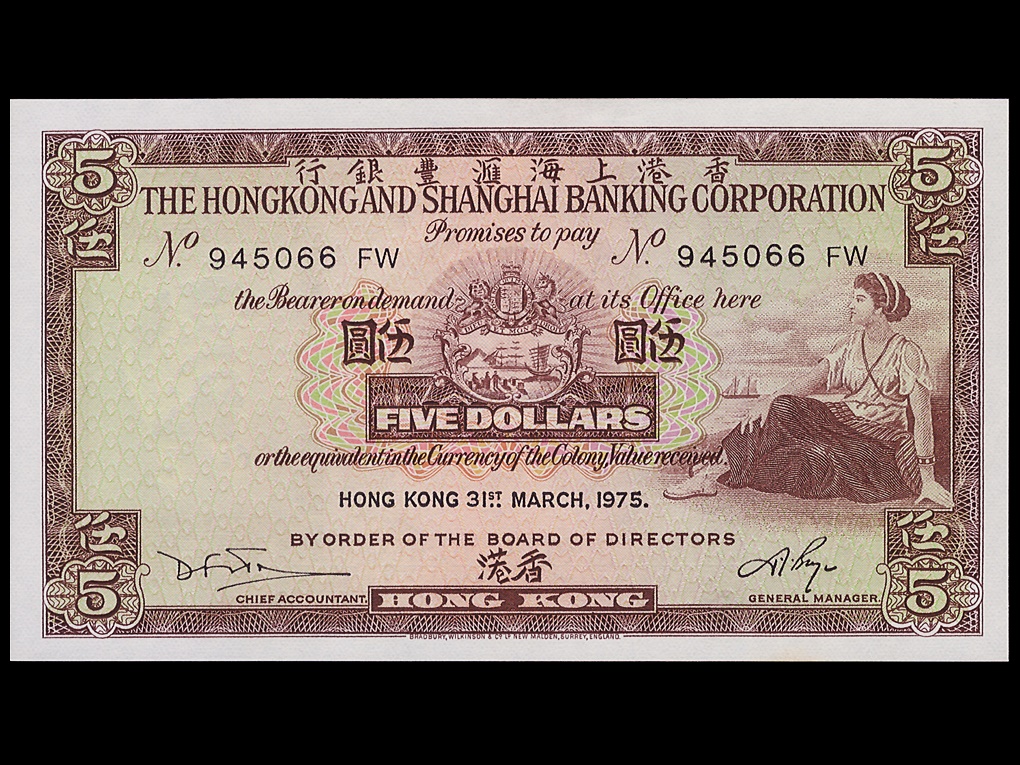 5 5
香港上海滙豐銀行
THE HONGKONG AND SHANGHAI BANKING CORPORATION
伍 伍
Promises to pay
Nº. 945066 FW Nº. 945066 FW
the Bearer on demand at its Office here
伍圓 伍圓
FIVE DOLLARS
or the equivalent in the Currency of the Colony, Value received.
HONG KONG 31ST MARCH, 1975.
伍 伍
BY ORDER OF THE BOARD OF DIRECTORS
香港
5 5
CHIEF ACCOUNTANT. HONG KONG GENERAL MANAGER.
BRADBURY, WILKINSON & Cº Lᴰ NEW MALDEN, SURREY, ENGLAND.